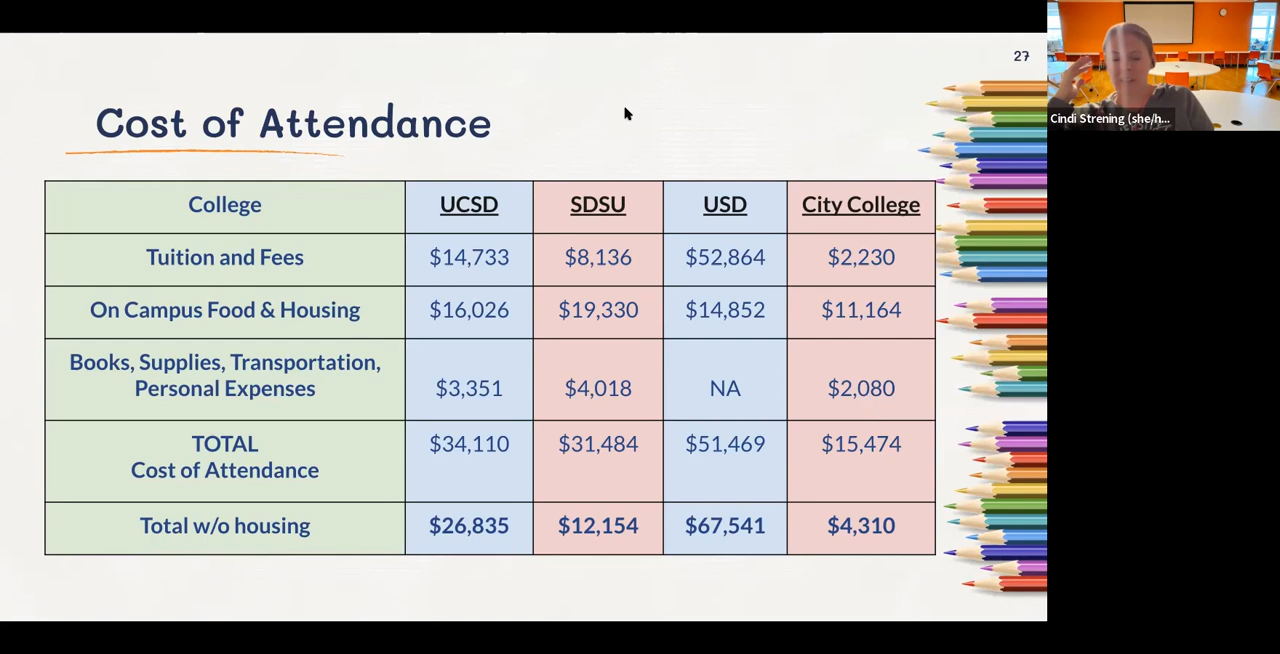 27
Cost of Attendance
College UCSD SDSU USD City College
Tuition and Fees $14,733 $8,136 $52,864 $2,230
On Campus Food & Housing $16,026 $19,330 $14,852 $11,164
Books, Supplies, Transportation,
Personal Expenses $3,351 $4,018 NA $2,080
TOTAL $34,110 $31,484 $51,469 $15,474
Cost of Attendance
Total w/o housing $26,835 $12,154 $67,541 $4,310
Cindi Strening (she/h...